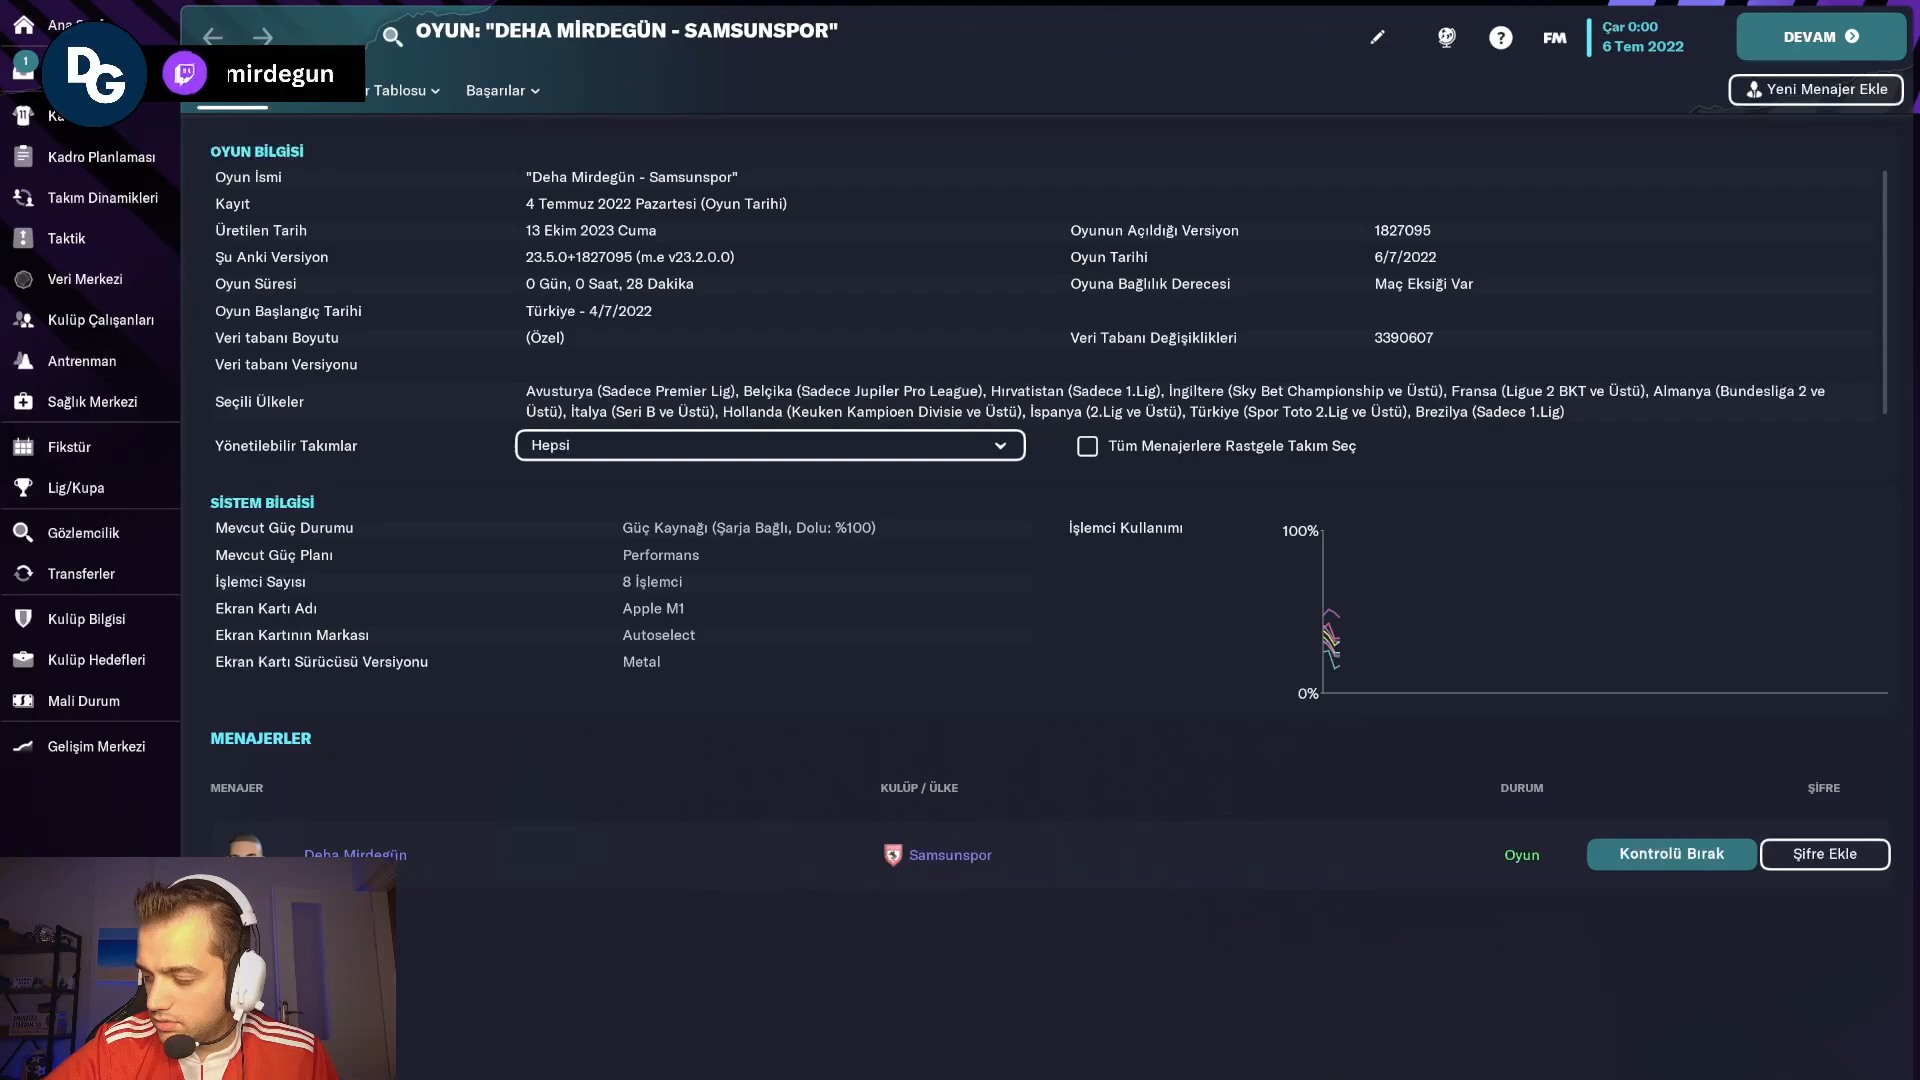 OYUN: "DEHA MİRDEGÜN - SAMSUNSPOR"
Çar 0:00
6 Tem 2022
DEVAM
FM
1
DG
mirdegun
r Tablosu
Başarılar
Yeni Menajer Ekle
Kadro Planlaması
Takım Dinamikleri
Taktik
Veri Merkezi
Kulüp Çalışanları
Antrenman
Sağlık Merkezi
Fikstür
Lig/Kupa
Gözlemcilik
Transferler
Kulüp Bilgisi
Kulüp Hedefleri
Mali Durum
Gelişim Merkezi
OYUN BİLGİSİ
Oyun İsmi "Deha Mirdegün - Samsunspor"
Kayıt 4 Temmuz 2022 Pazartesi (Oyun Tarihi)
Üretilen Tarih 13 Ekim 2023 Cuma Oyunun Açıldığı Versiyon 1827095
Şu Anki Versiyon 23.5.0+1827095 (m.e v23.2.0.0) Oyun Tarihi 6/7/2022
Oyun Süresi 0 Gün, 0 Saat, 28 Dakika Oyuna Bağlılık Derecesi Maç Eksiği Var
Oyun Başlangıç Tarihi Türkiye - 4/7/2022
Veri tabanı Boyutu (Özel) Veri Tabanı Değişiklikleri 3390607
Veri tabanı Versiyonu
Seçili Ülkeler
Avusturya (Sadece Premier Lig), Belçika (Sadece Jupiler Pro League), Hırvatistan (Sadece 1.Lig), İngiltere (Sky Bet Championship ve Üstü), Fransa (Ligue 2 BKT ve Üstü), Almanya (Bundesliga 2 ve
Üstü), İtalya (Seri B ve Üstü), Hollanda (Keuken Kampioen Divisie ve Üstü), İspanya (2.Lig ve Üstü), Türkiye (Spor Toto 2.Lig ve Üstü), Brezilya (Sadece 1.Lig)
Yönetilebilir Takımlar Hepsi Tüm Menajerlere Rastgele Takım Seç
SİSTEM BİLGİSİ
Mevcut Güç Durumu Güç Kaynağı (Şarja Bağlı, Dolu: %100) İşlemci Kullanımı 100%
Mevcut Güç Planı Performans
İşlemci Sayısı 8 İşlemci
Ekran Kartı Adı Apple M1
Ekran Kartının Markası Autoselect
Ekran Kartı Sürücüsü Versiyonu Metal
0%
MENAJERLER
MENAJER KULÜP / ÜLKE DURUM ŞİFRE
Deha Mirdegün Samsunspor Oyun Kontrolü Bırak Şifre Ekle